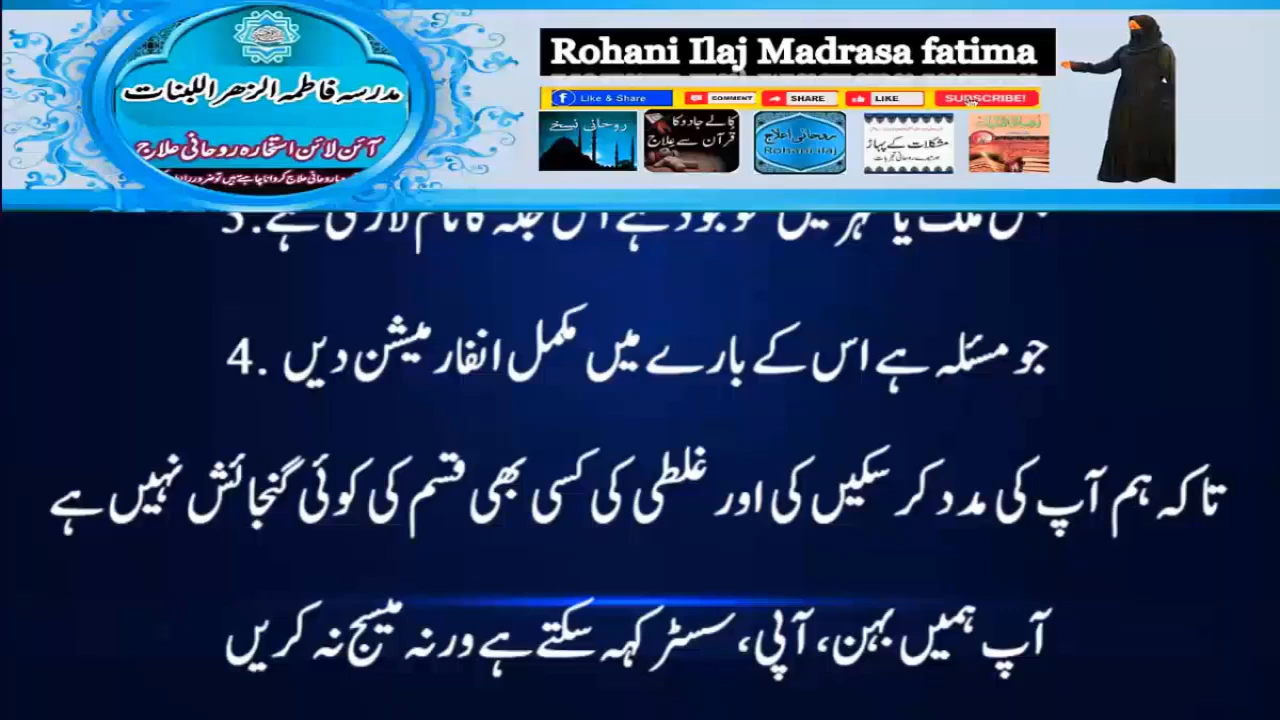 مدرسہ فاطمہ الزھرا للبنات
آئن لائن استخارہ روحانی علاج
Rohani Ilaj Madrasa fatima
Like & Share
COMMENT
SHARE
LIKE
SUBSCRIBE!
روحانی نسخے
کالے جادو کا
قرآن سے علاج
روحانی علاج
Rohani ilaj
مشکلات کے پہاڑ
جو مسئلہ ہے اس کے بارے میں مکمل انفارمیشن دیں .4
تاکہ ہم آپ کی مدد کر سکیں کی اور غلطی کی کسی بھی قسم کی کوئی گنجائش نہیں ہے
آپ ہمیں بہن، آپی، سسٹر کہہ سکتے ہے ورنہ میسج نہ کریں